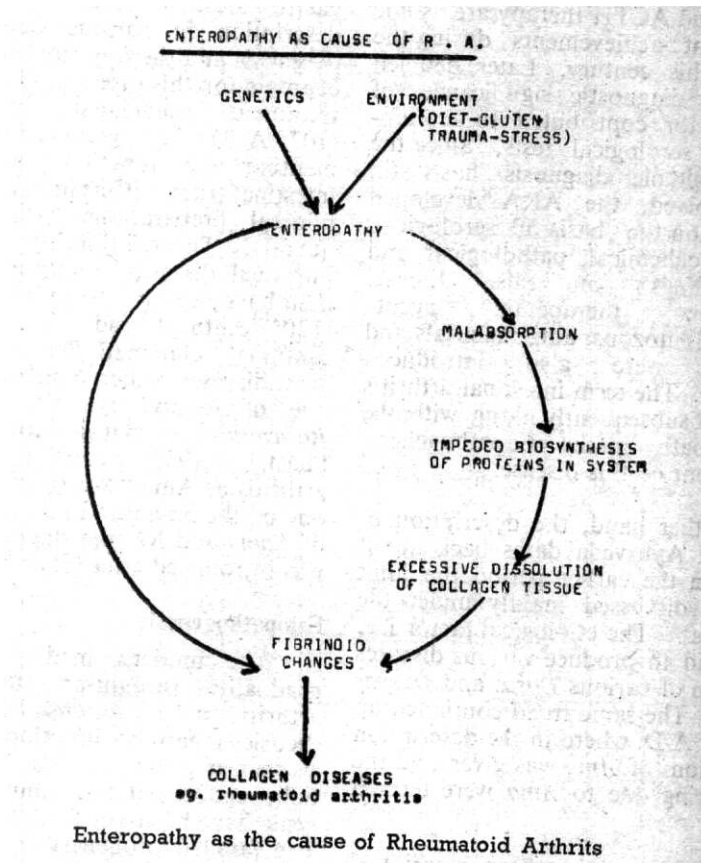 ENTEROPATHY AS CAUSE OF R. A.
GENETICS
ENVIRONMENT
(DIET-GLUTEN
TRAUMA-STRESS)
ENTEROPATHY
MALABSORPTION
IMPEDED BIOSYNTHESIS
OF PROTEINS IN SYSTEM
EXCESSIVE DISSOLUTION
OF COLLAGEN TISSUE
FIBRINOID
CHANGES
COLLAGEN DISEASES
eg. rheumatoid arthritis
Enteropathy as the cause of Rheumatoid Arthrits